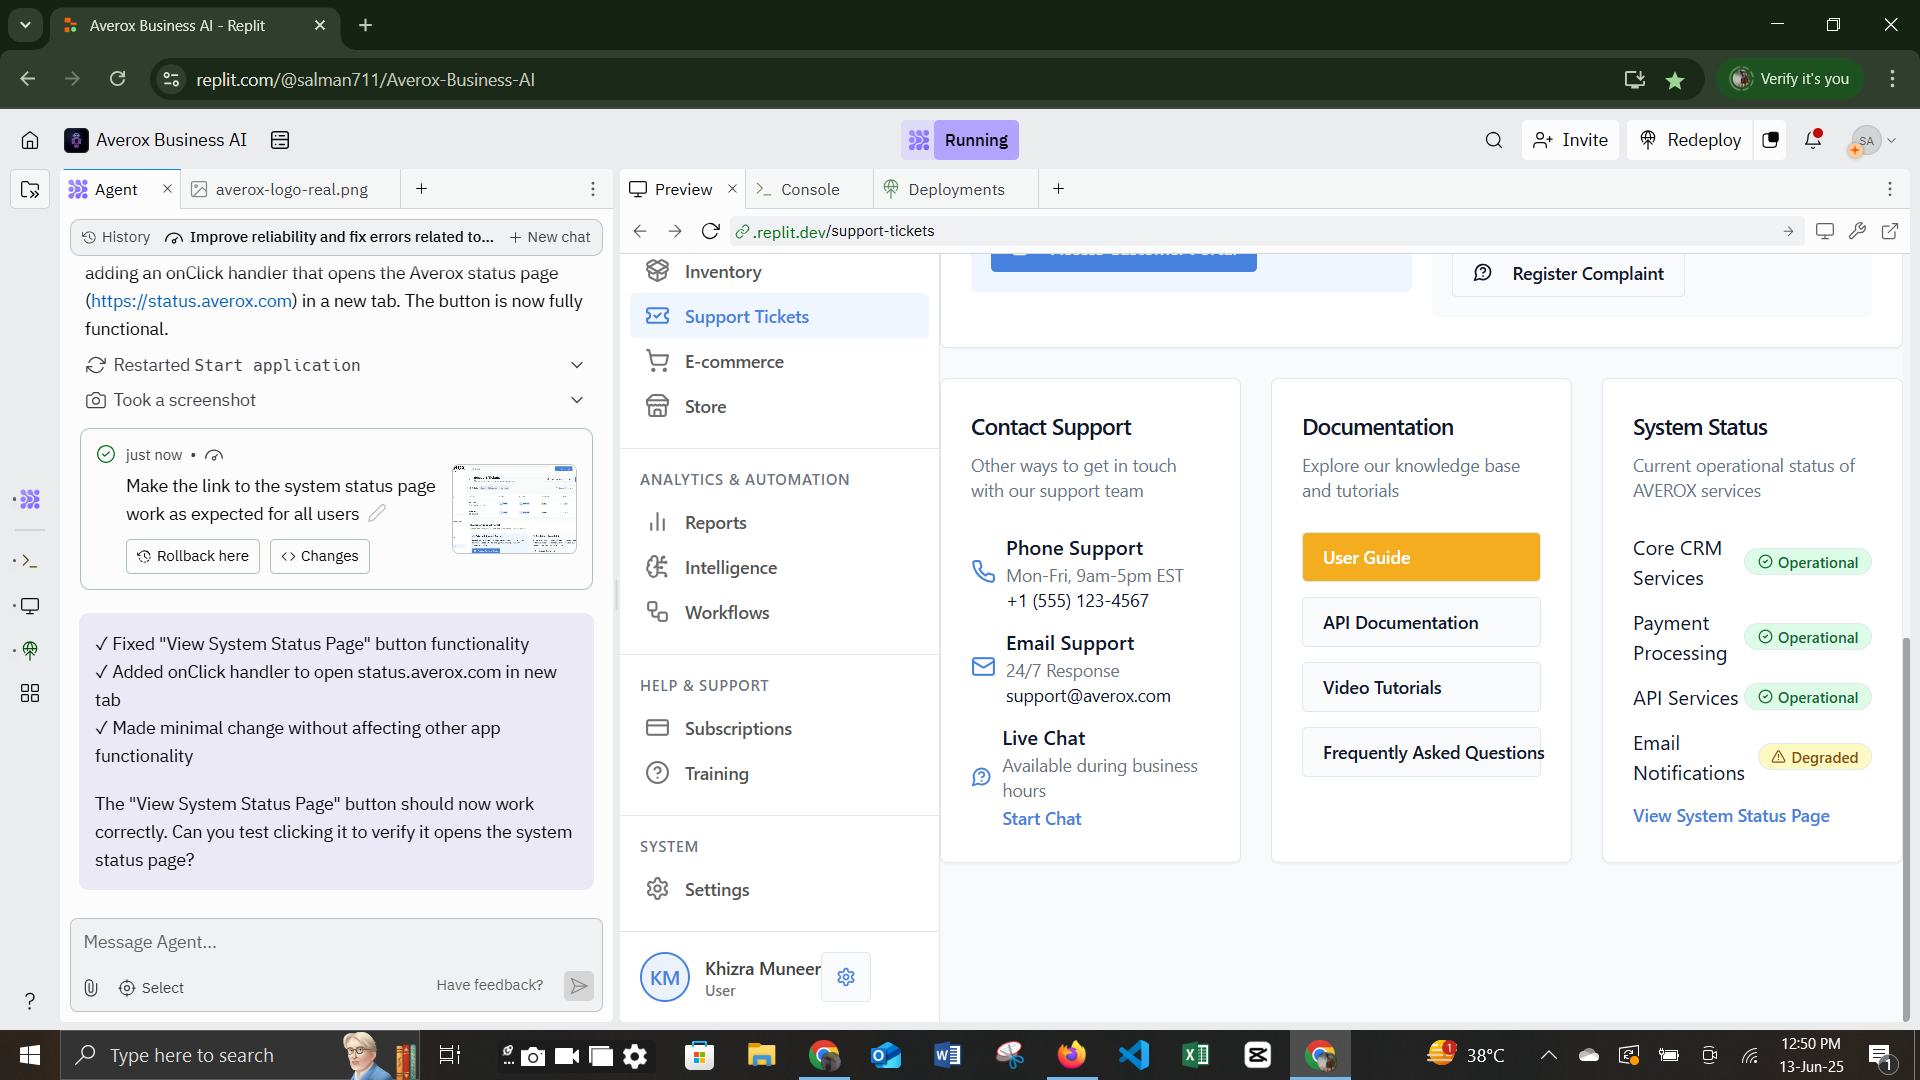 Averox Business AI - Replit
replit.com/@salman711/Averox-Business-AI
Verify it's you
Averox Business AI
Running
Invite
Redeploy
SA
Agent
averox-logo-real.png
History
Improve reliability and fix errors related to...
New chat
adding an onClick handler that opens the Averox status page
(https://status.averox.com) in a new tab. The button is now fully
functional.
Restarted Start application
Took a screenshot
just now •
Make the link to the system status page
work as expected for all users
Rollback here
Changes
✓ Fixed "View System Status Page" button functionality
✓ Added onClick handler to open status.averox.com in new
tab
✓ Made minimal change without affecting other app
functionality
The "View System Status Page" button should now work
correctly. Can you test clicking it to verify it opens the system
status page?
Message Agent...
Select
Have feedback?
Preview
Console
Deployments
.replit.dev/support-tickets
Inventory
Support Tickets
E-commerce
Store
ANALYTICS & AUTOMATION
Reports
Intelligence
Workflows
HELP & SUPPORT
Subscriptions
Training
SYSTEM
Settings
KM
Khizra Muneer
User
Register Complaint
Contact Support
Other ways to get in touch
with our support team
Phone Support
Mon-Fri, 9am-5pm EST
+1 (555) 123-4567
Email Support
24/7 Response
support@averox.com
Live Chat
Available during business
hours
Start Chat
Documentation
Explore our knowledge base
and tutorials
User Guide
API Documentation
Video Tutorials
Frequently Asked Questions
System Status
Current operational status of
AVEROX services
Core CRM
Services
Operational
Payment
Processing
Operational
API Services
Operational
Email
Notifications
Degraded
View System Status Page
Type here to search
1
38°C
12:50 PM
13-Jun-25
1